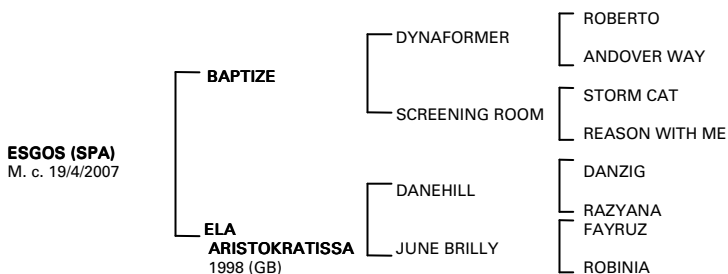 ROBERTO
DYNAFORMER
ANDOVER WAY
BAPTIZE
STORM CAT
SCREENING ROOM
REASON WITH ME
ESGOS (SPA)
M. c. 19/4/2007
DANZIG
DANEHILL
RAZYANA
ELA
ARISTOKRATISSA
1998 (GB)
FAYRUZ
JUNE BRILLY
ROBINIA